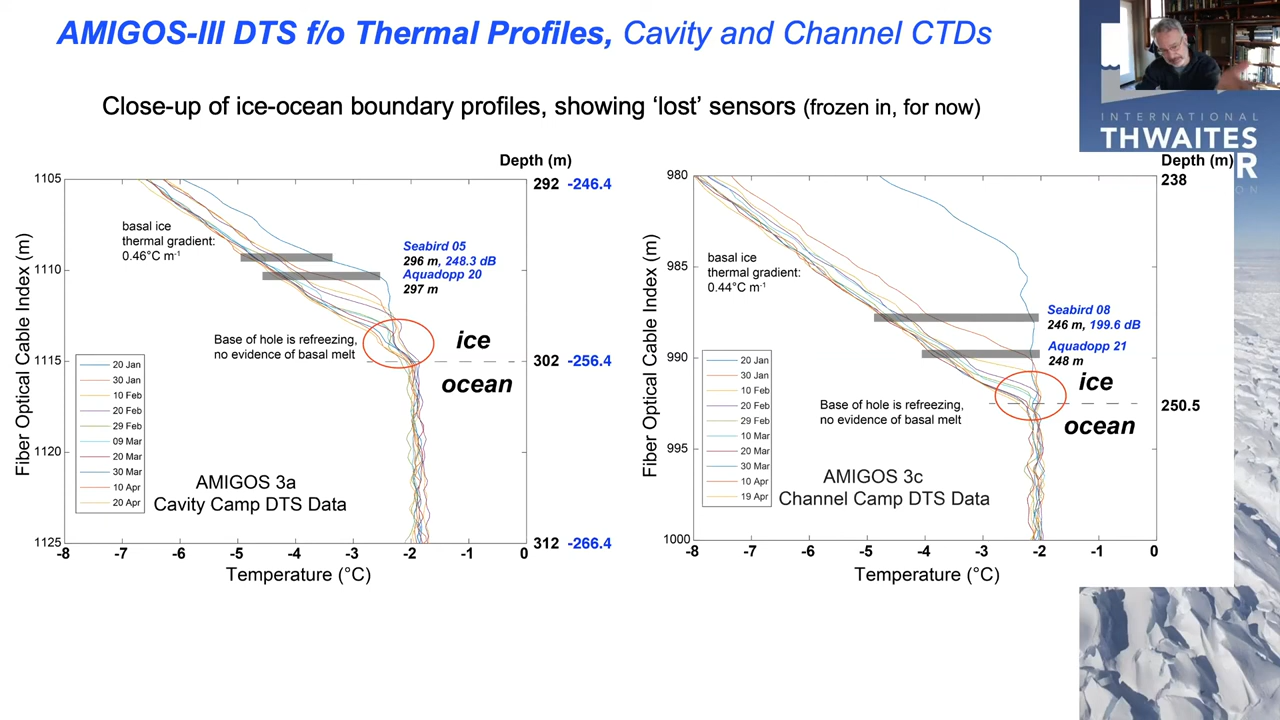 AMIGOS-III DTS f/o Thermal Profiles, Cavity and Channel CTDs
Close-up of ice-ocean boundary profiles, showing ‘lost’ sensors (frozen in, for now)
INTERNATIONAL
THWAITES
R
ON
Depth (m)
1105
1110
1115
1120
1125
Fiber Optical Cable Index (m)
292 -246.4
basal ice
thermal gradient:
0.46°C m-1
Seabird 05
296 m, 248.3 dB
Aquadopp 20
297 m
Base of hole is refreezing,
no evidence of basal melt
ice
302 -256.4
ocean
20 Jan
30 Jan
10 Feb
20 Feb
29 Feb
09 Mar
20 Mar
30 Mar
10 Apr
20 Apr
AMIGOS 3a
Cavity Camp DTS Data
312 -266.4
-8 -7 -6 -5 -4 -3 -2 -1 0
Temperature (°C)
Depth (m)
980
985
990
995
1000
Fiber Optical Cable Index (m)
238
basal ice
thermal gradient:
0.44°C m-1
Seabird 08
246 m, 199.6 dB
Aquadopp 21
248 m
ice
Base of hole is refreezing,
no evidence of basal melt
250.5
ocean
20 Jan
30 Jan
10 Feb
20 Feb
29 Feb
10 Mar
20 Mar
30 Mar
10 Apr
19 Apr
AMIGOS 3c
Channel Camp DTS Data
-8 -7 -6 -5 -4 -3 -2 -1 0
Temperature (°C)